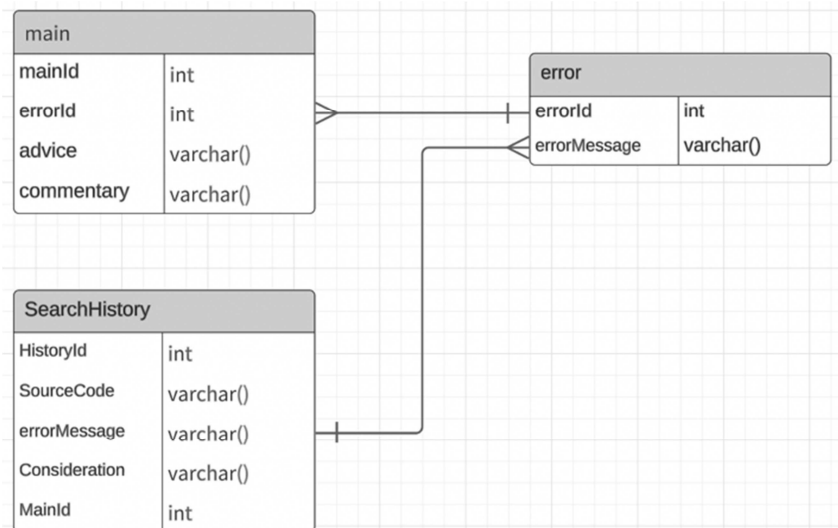 main
mainId int
errorId int
advice varchar()
commentary varchar()
error
errorId int
errorMessage varchar()
SearchHistory
HistoryId int
SourceCode varchar()
errorMessage varchar()
Consideration varchar()
MainId int